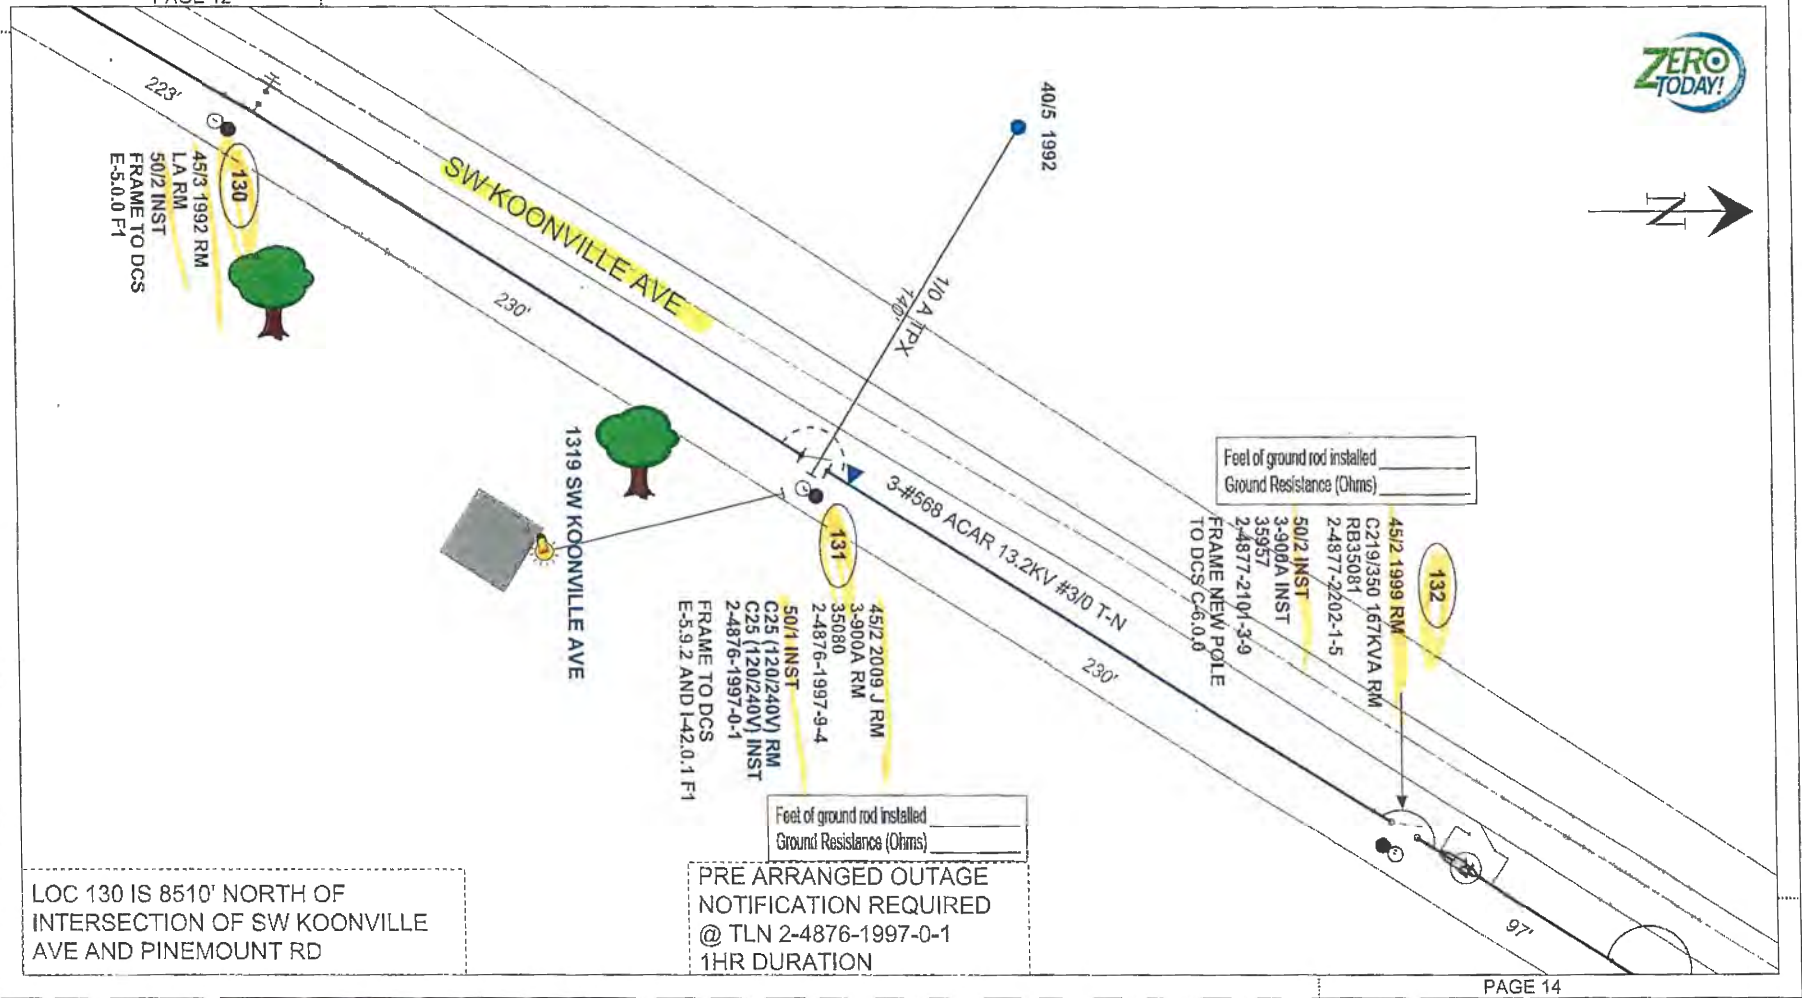 PAGE 12
ZERO
TODAY!
N
223'
130
45/3 1992 RM
LA RM
50/2 INST
FRAME TO DCS
E-5.0.0 F1
SW KOONVILLE AVE
230'
40/5 1992
1/0 A TPX
140'
1319 SW KOONVILLE AVE
131
45/2 2009 J RM
3-900A RM
35080
2-4876-1997-9-4
50/1 INST
C25 (120/240V) RM
C25 (120/240V) INST
2-4876-1997-0-1
FRAME TO DCS
E-5.9.2 AND I-42.0.1 F1
3-#568 ACAR 13.2KV #3/0 T-N
230'
Feet of ground rod installed
Ground Resistance (Ohms)
132
45/2 1999 RM
C219/350 167KVA RM
RB35081
2-4877-2202-1-5
50/2 INST
3-900A INST
35957
2-4877-2101-3-9
FRAME NEW POLE
TO DCS C-6.0.0
97'
Feet of ground rod installed
Ground Resistance (Ohms)
LOC 130 IS 8510' NORTH OF
INTERSECTION OF SW KOONVILLE
AVE AND PINEMOUNT RD
PRE ARRANGED OUTAGE
NOTIFICATION REQUIRED
@ TLN 2-4876-1997-0-1
1HR DURATION
PAGE 14